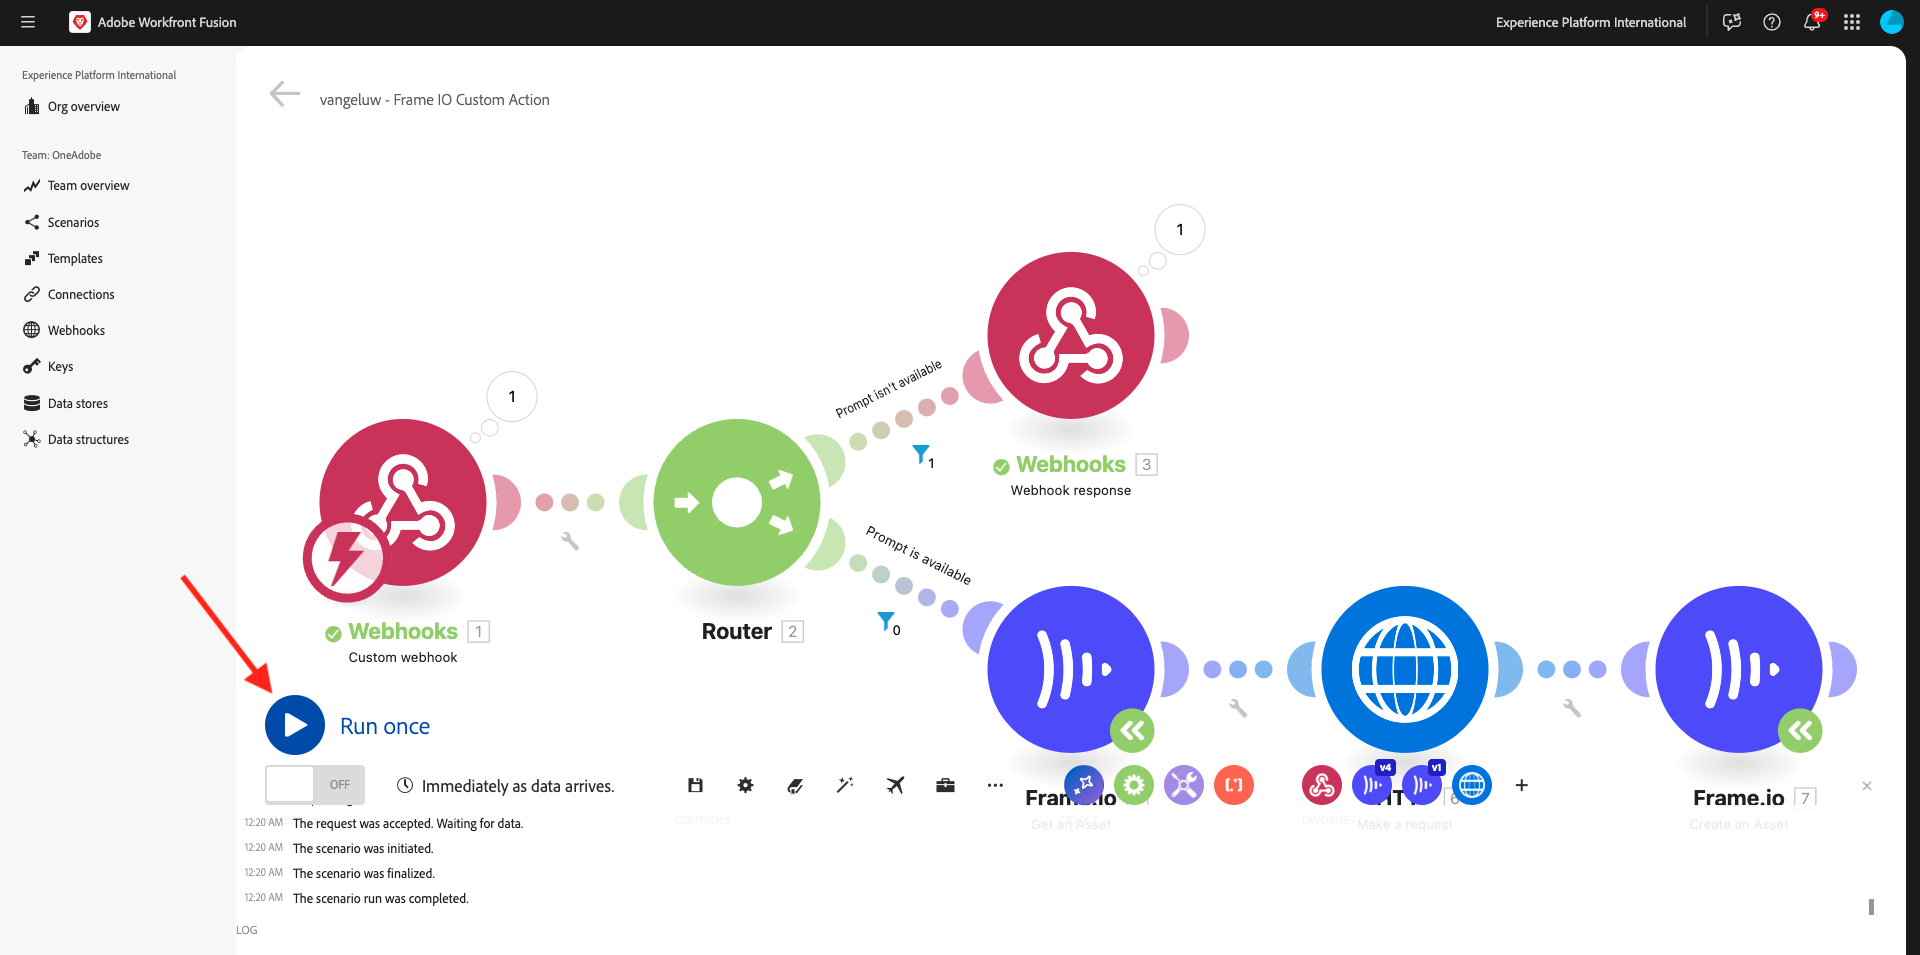 Adobe Workfront Fusion
Experience Platform International
9+
Experience Platform International
Org overview
Team: OneAdobe
Team overview
Scenarios
Templates
Connections
Webhooks
Keys
Data stores
Data structures
vangeluw - Frame IO Custom Action
1
Prompt isn't available
1
Webhooks 3
Webhook response
1
Prompt is available
0
Webhooks 1
Custom webhook
Router 2
Run once
OFF
Immediately as data arrives.
v4
v1
[*]
Frame.io
Get an Asset
6
Make a request
Frame.io 7
Create an Asset
CONTROLS
TOOLS
FAVORITES
12:20 AM The request was accepted. Waiting for data.
12:20 AM The scenario was initiated.
12:20 AM The scenario was finalized.
12:20 AM The scenario run was completed.
LOG